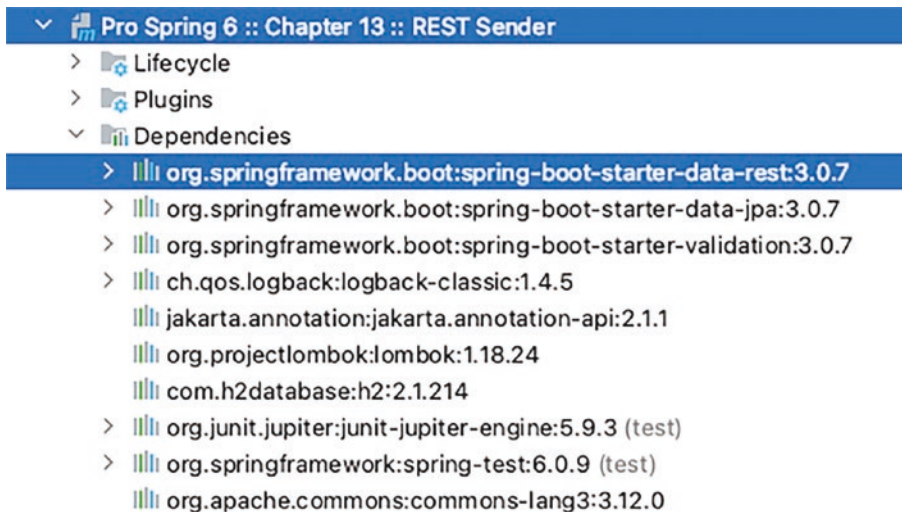 Pro Spring 6 :: Chapter 13 :: REST Sender
Lifecycle
Plugins
Dependencies
org.springframework.boot:spring-boot-starter-data-rest:3.0.7
org.springframework.boot:spring-boot-starter-data-jpa:3.0.7
org.springframework.boot:spring-boot-starter-validation:3.0.7
ch.qos.logback:logback-classic:1.4.5
jakarta.annotation:jakarta.annotation-api:2.1.1
org.projectlombok:lombok:1.18.24
com.h2database:h2:2.1.214
org.junit.jupiter:junit-jupiter-engine:5.9.3 (test)
org.springframework:spring-test:6.0.9 (test)
org.apache.commons:commons-lang3:3.12.0